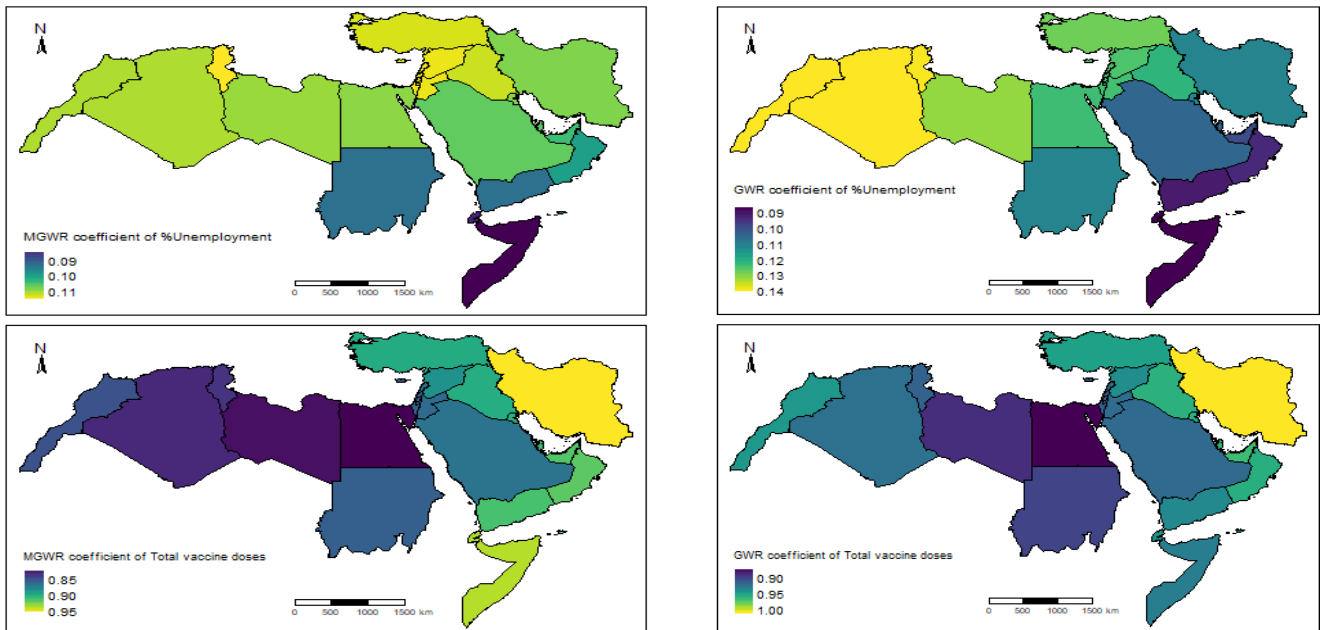 N
MGWR coefficient of %Unemployment
0.09
0.10
0.11
0 500 1000 1500 km
N
GWR coefficient of %Unemployment
0.09
0.10
0.11
0.12
0.13
0.14
0 500 1000 1500 km
N
MGWR coefficient of Total vaccine doses
0.85
0.90
0.95
0 500 1000 1500 km
N
GWR coefficient of Total vaccine doses
0.90
0.95
1.00
0 500 1000 1500 km